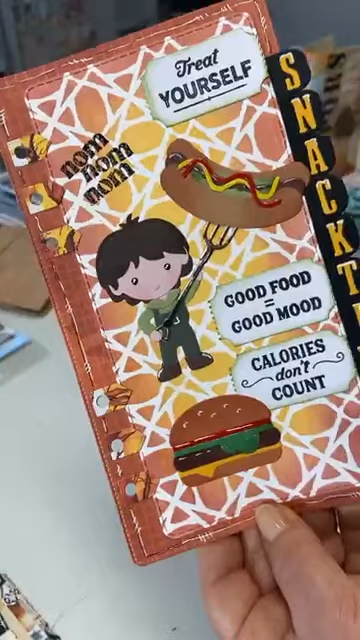 Treat
YOURSELF
nom
nom
nom
GOOD FOOD
=
GOOD MOOD
CALORIES
don't
COUNT
SNACKT